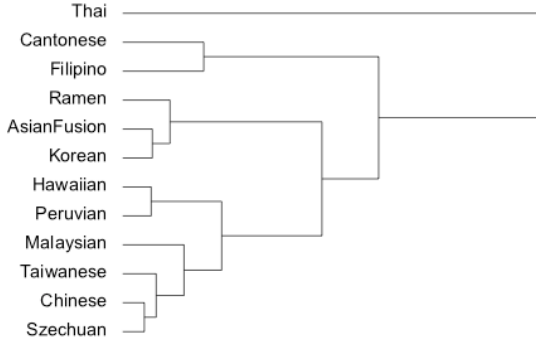 Thai
Cantonese
Filipino
Ramen
AsianFusion
Korean
Hawaiian
Peruvian
Malaysian
Taiwanese
Chinese
Szechuan